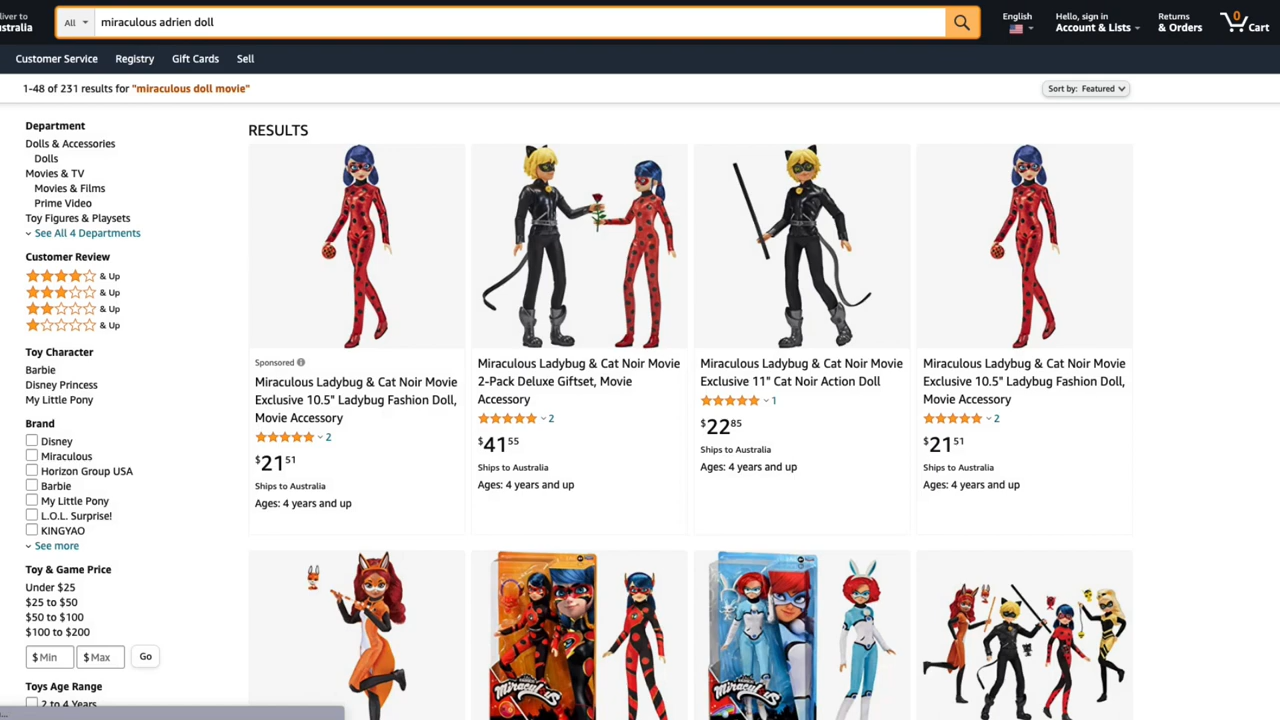 liver to
ustralia
All
miraculous adrien doll
English
Hello, sign in
Account & Lists
Returns
& Orders
0
Cart
Customer Service
Registry
Gift Cards
Sell
1-48 of 231 results for "miraculous doll movie"
Sort by: Featured
Department
Dolls & Accessories
Dolls
Movies & TV
Movies & Films
Prime Video
Toy Figures & Playsets
See All 4 Departments
Customer Review
& Up
& Up
& Up
& Up
Toy Character
Barbie
Disney Princess
My Little Pony
Brand
Disney
Miraculous
Horizon Group USA
Barbie
My Little Pony
L.O.L. Surprise!
KINGYAO
See more
Toy & Game Price
Under $25
$25 to $50
$50 to $100
$100 to $200
$ Min
$ Max
Go
Toys Age Range
2 to 4 Years
RESULTS
Sponsored
Miraculous Ladybug & Cat Noir Movie
Exclusive 10.5" Ladybug Fashion Doll,
Movie Accessory
2
$21 51
Ships to Australia
Ages: 4 years and up
Miraculous Ladybug & Cat Noir Movie
2-Pack Deluxe Giftset, Movie
Accessory
2
$41 55
Ships to Australia
Ages: 4 years and up
Miraculous Ladybug & Cat Noir Movie
Exclusive 11" Cat Noir Action Doll
1
$22 85
Ships to Australia
Ages: 4 years and up
Miraculous Ladybug & Cat Noir Movie
Exclusive 10.5" Ladybug Fashion Doll,
Movie Accessory
2
$21 51
Ships to Australia
Ages: 4 years and up
Miraculous
Miraculous